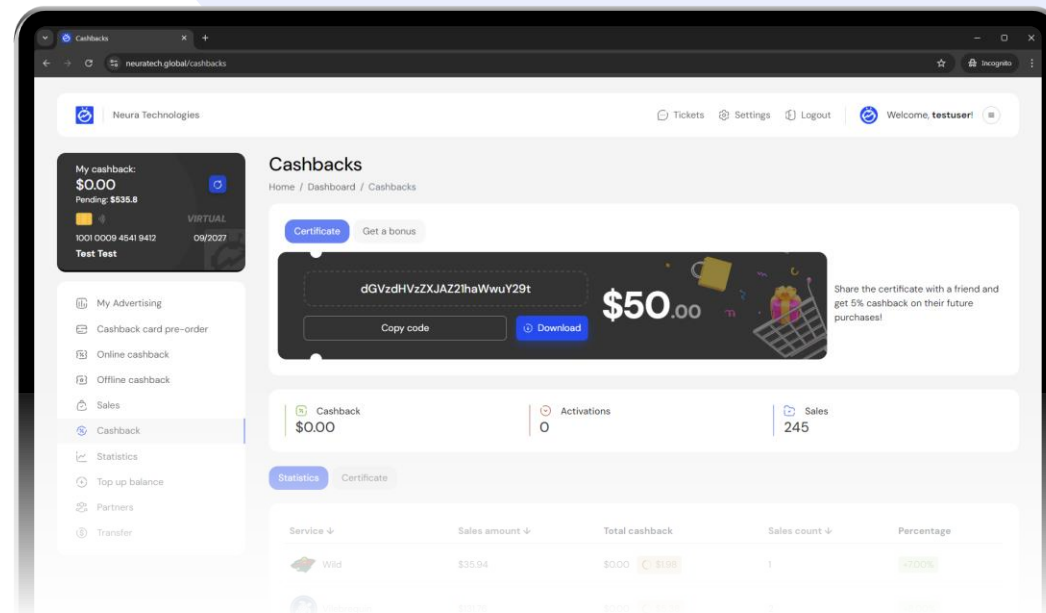 Cashbacks
neuratech.global/cashbacks
Incognito
Neura Technologies
Tickets
Settings
Logout
Welcome, testuser!
My cashback:
$0.00
Pending: $535.8
VIRTUAL
1001 0009 4541 9412
09/2027
Test Test
My Advertising
Cashback card pre-order
Online cashback
Offline cashback
Sales
Cashback
Statistics
Top up balance
Partners
Transfer
Cashbacks
Home / Dashboard / Cashbacks
Certificate
Get a bonus
dGVzdHVzZXJAZ21haWwuY29t
Copy code
Download
$50.00
Share the certificate with a friend and
get 5% cashback on their future
purchases!
Cashback
$0.00
Activations
0
Sales
245
Statistics
Certificate
Service ↓
Sales amount ↓
Total cashback
Sales count ↓
Percentage
Wild
$35.94
$0.00
$1.98
1
+7.00%